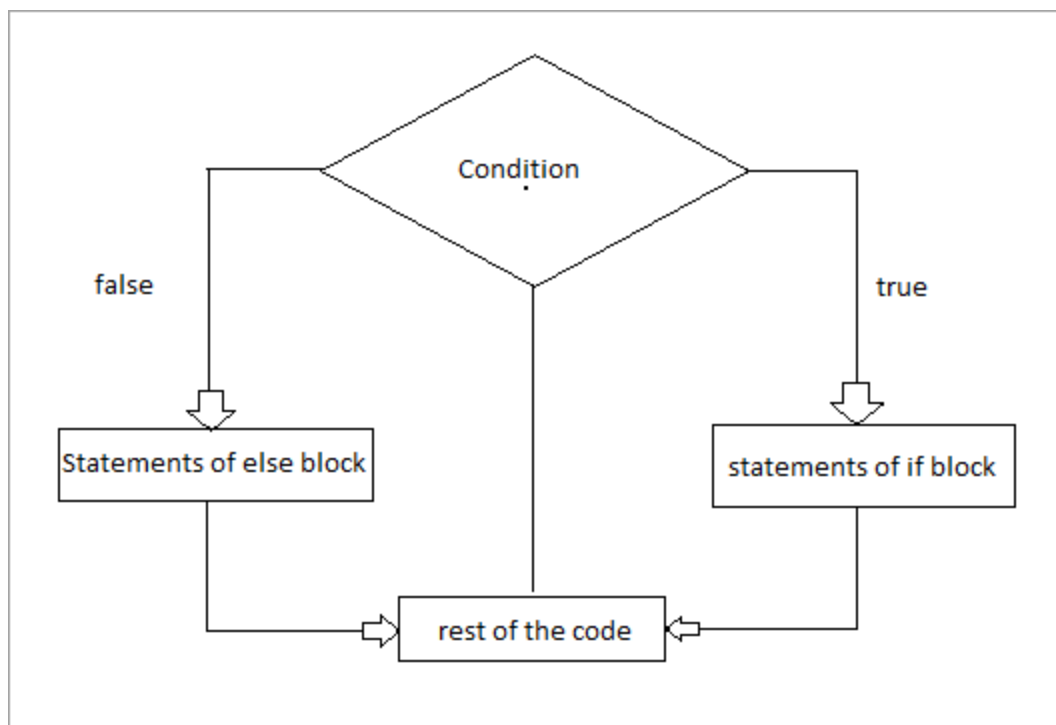 Condition
false
true
Statements of else block
statements of if block
rest of the code